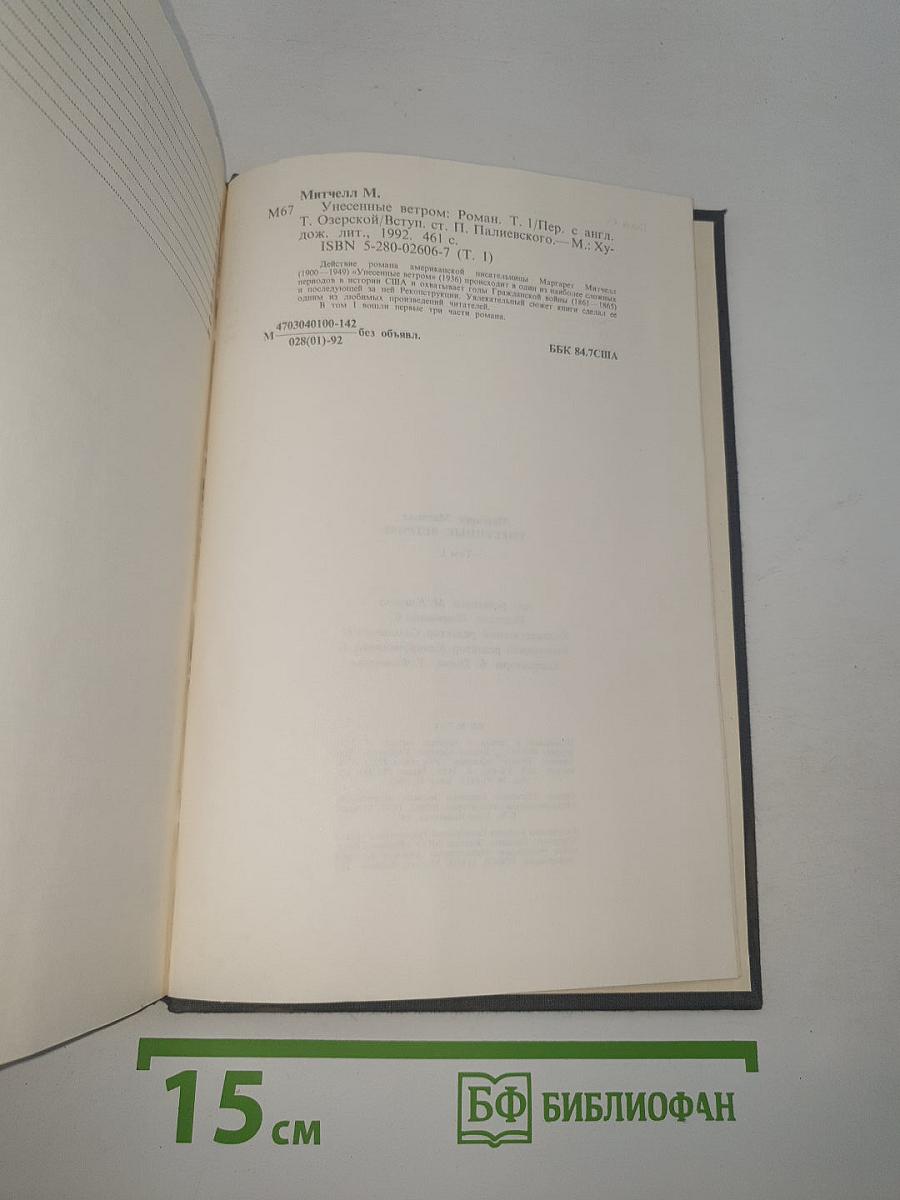 Митчелл М.
М67 Унесенные ветром: Роман. Т. 1/Пер. с англ.
Т. Озерской/Вступ. ст. П. Палиевского.— М.: Ху-
дож. лит., 1992. 461 с.
ISBN 5-280-02606-7 (Т. 1)
Действие романа американской писательницы Маргарет Митчелл
(1900—1949) «Унесенные ветром» (1936) происходит в один из наиболее сложных
периодов в истории США и охватывает годы Гражданской войны (1861—1865)
и последующей за ней Реконструкции. Увлекательный сюжет книги сделал ее
одним из любимых произведений читателей.
В том 1 вошли первые три части романа.
М 4703040100-142 без объявл.
028(01)-92
ББК 84.7США
15 см
БФ БИБЛИОФАН